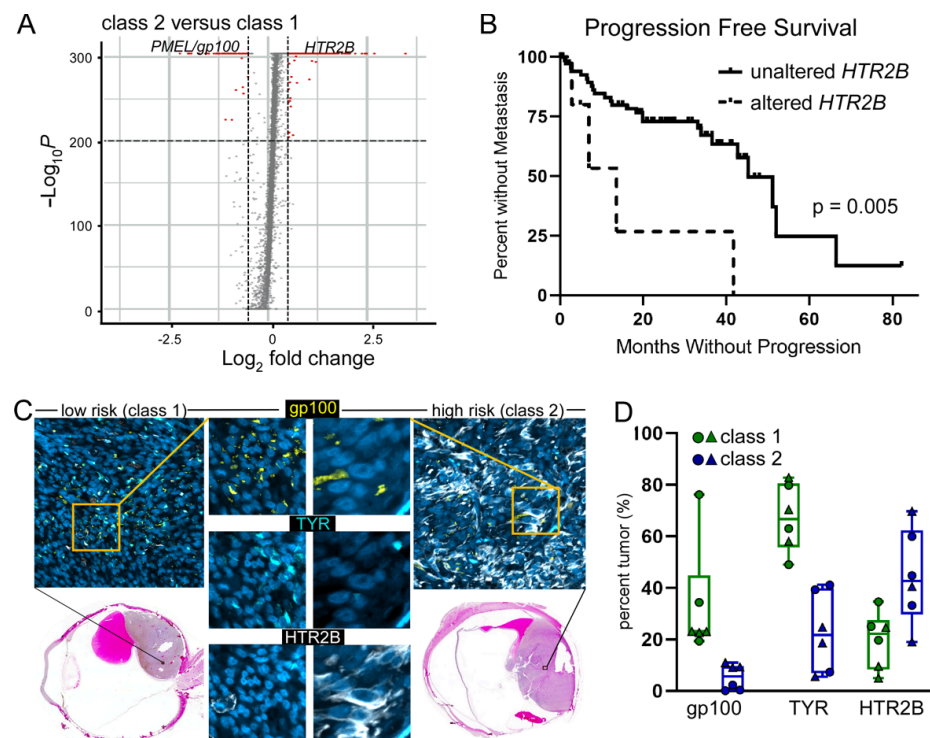 A
class 2 versus class 1
PMEL/gp100
HTR2B
300
200
100
0
-Log10P
-2.5
0
2.5
Log2 fold change
B
Progression Free Survival
unaltered HTR2B
altered HTR2B
p = 0.005
100
75
50
25
0
Percent without Metastasis
0 20 40 60 80
Months Without Progression
C
low risk (class 1)
gp100
high risk (class 2)
TYR
HTR2B
D
class 1
class 2
100
80
60
40
20
0
percent tumor (%)
gp100 TYR HTR2B